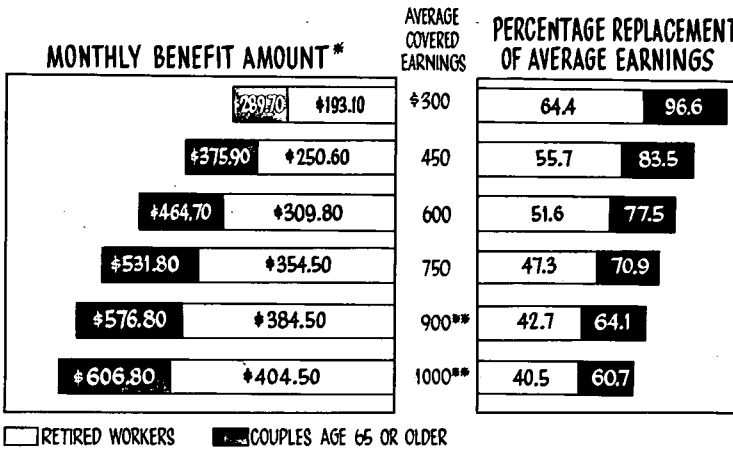 MONTHLY BENEFIT AMOUNT*
AVERAGE
COVERED
EARNINGS
PERCENTAGE REPLACEMENT
OF AVERAGE EARNINGS
$289.70 $193.10 $300 64.4 96.6
$375.90 $250.60 450 55.7 83.5
$464.70 $309.80 600 51.6 77.5
$531.80 $354.50 750 47.3 70.9
$576.80 $384.50 900** 42.7 64.1
$606.80 $404.50 1000** 40.5 60.7
RETIRED WORKERS COUPLES AGE 65 OR OLDER